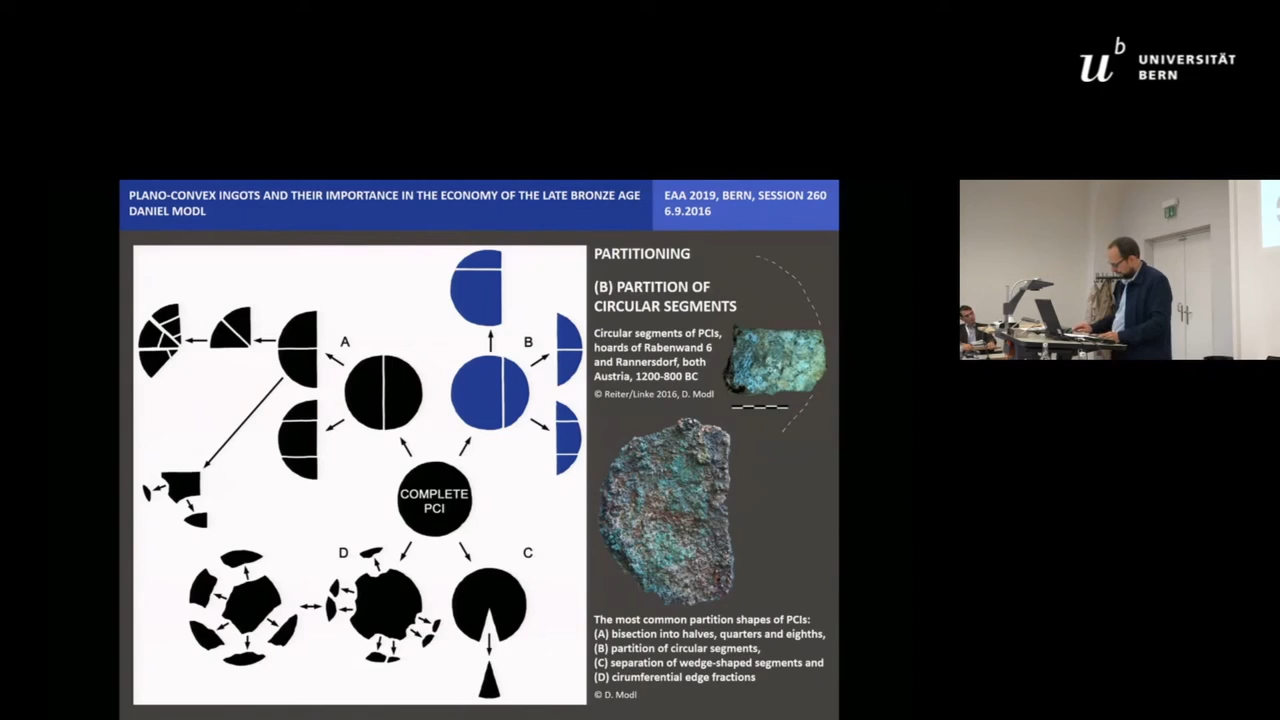 u^b UNIVERSITÄT
BERN
PLANO-CONVEX INGOTS AND THEIR IMPORTANCE IN THE ECONOMY OF THE LATE BRONZE AGE
DANIEL MODL
EAA 2019, BERN, SESSION 260
6.9.2016
PARTITIONING
(B) PARTITION OF
CIRCULAR SEGMENTS
Circular segments of PCIs,
hoards of Rabenwand 6
and Rannersdorf, both
Austria, 1200-800 BC
© Reiter/Linke 2016, D. Modl
A
B
COMPLETE
PCI
D
C
The most common partition shapes of PCIs:
(A) bisection into halves, quarters and eighths,
(B) partition of circular segments,
(C) separation of wedge-shaped segments and
(D) cirumferential edge fractions
© D. Modl